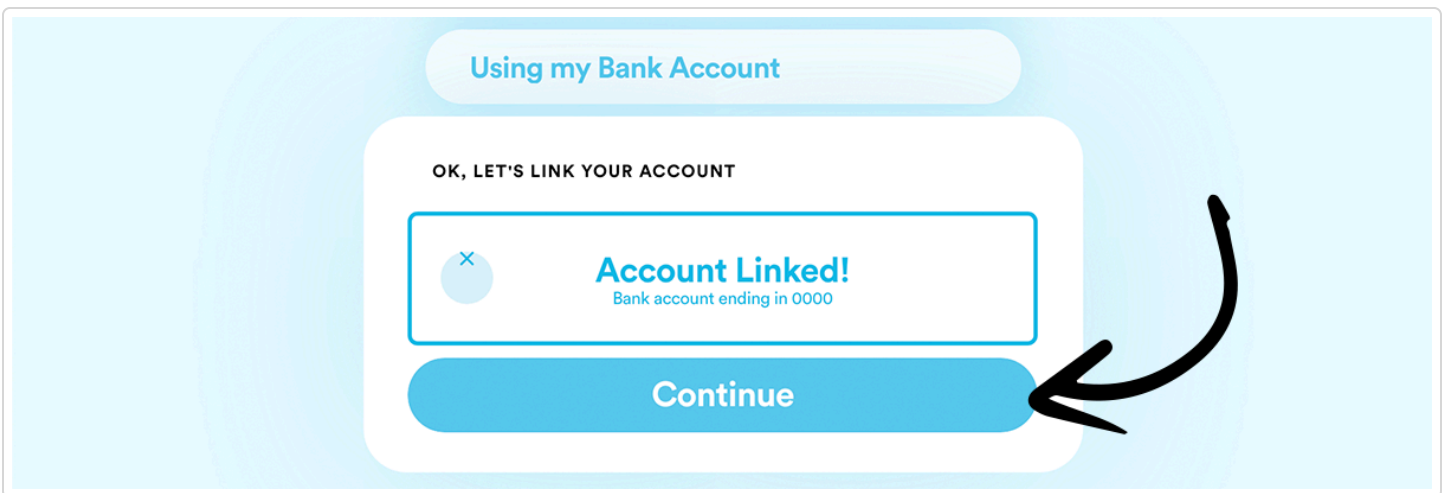 Using my Bank Account
OK, LET'S LINK YOUR ACCOUNT
Account Linked!
Bank account ending in 0000
Continue